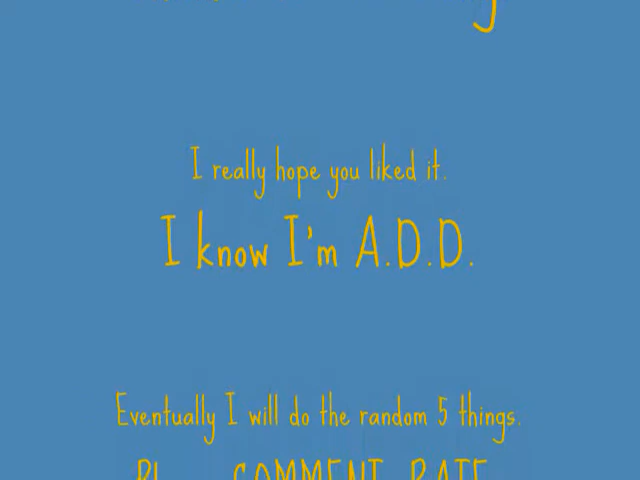 I really hope you liked it.
I know I'm A.D.D.
Eventually I will do the random 5 things.
COMMENT, RATE